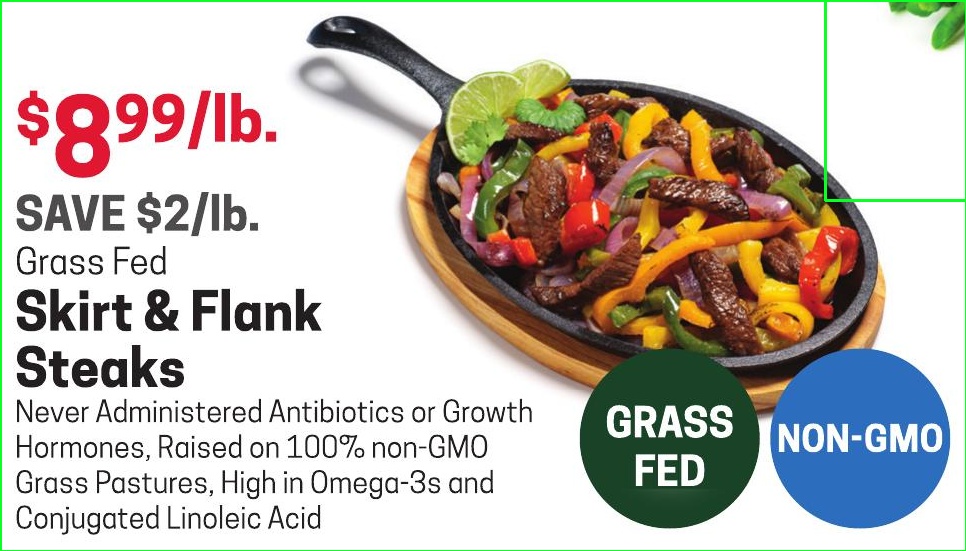 $8.99/lb.
SAVE $2/lb.
Grass Fed
Skirt & Flank
Steaks
Never Administered Antibiotics or Growth
Hormones, Raised on 100% non-GMO
Grass Pastures, High in Omega-3s and
Conjugated Linoleic Acid
GRASS
FED
NON-GMO